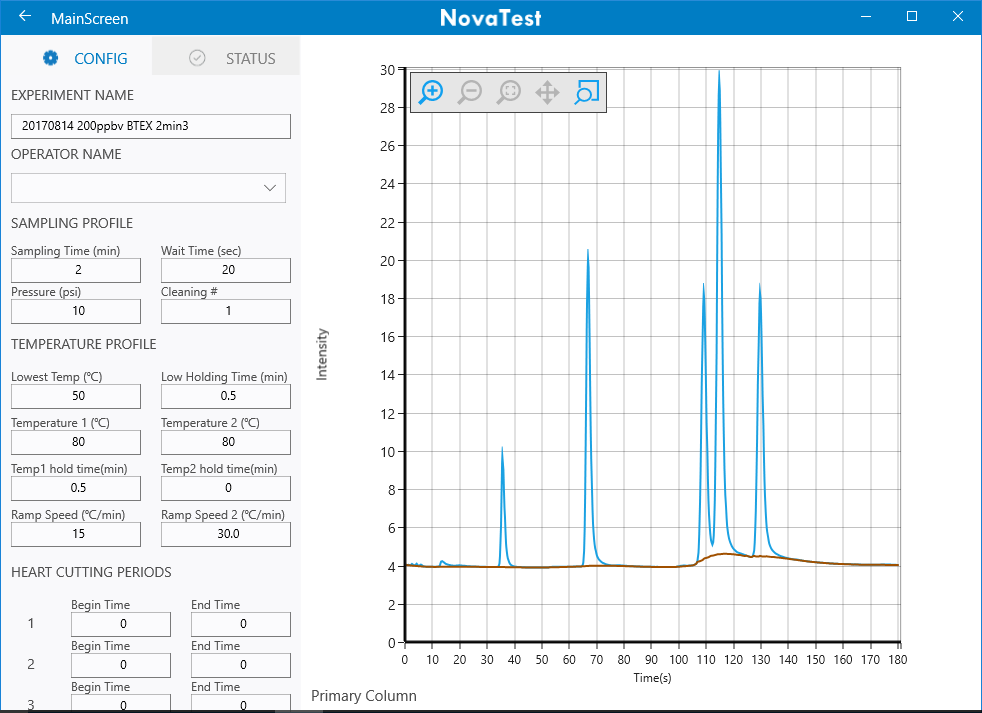 MainScreen
NovaTest
CONFIG
STATUS
EXPERIMENT NAME
20170814 200ppbv BTEX 2min3
OPERATOR NAME
SAMPLING PROFILE
Sampling Time (min) Wait Time (sec)
2 20
Pressure (psi) Cleaning #
10 1
TEMPERATURE PROFILE
Lowest Temp (℃) Low Holding Time (min)
50 0.5
Temperature 1 (℃) Temperature 2 (℃)
80 80
Temp1 hold time(min) Temp2 hold time(min)
0.5 0
Ramp Speed (℃/min) Ramp Speed 2 (℃/min)
15 30.0
HEART CUTTING PERIODS
Begin Time End Time
1 0 0
Begin Time End Time
2 0 0
Begin Time End Time
3 0 0
30
28
26
24
22
20
18
16
14
12
10
8
6
4
2
0
Intensity
0 10 20 30 40 50 60 70 80 90 100 110 120 130 140 150 160 170 180
Time(s)
Primary Column